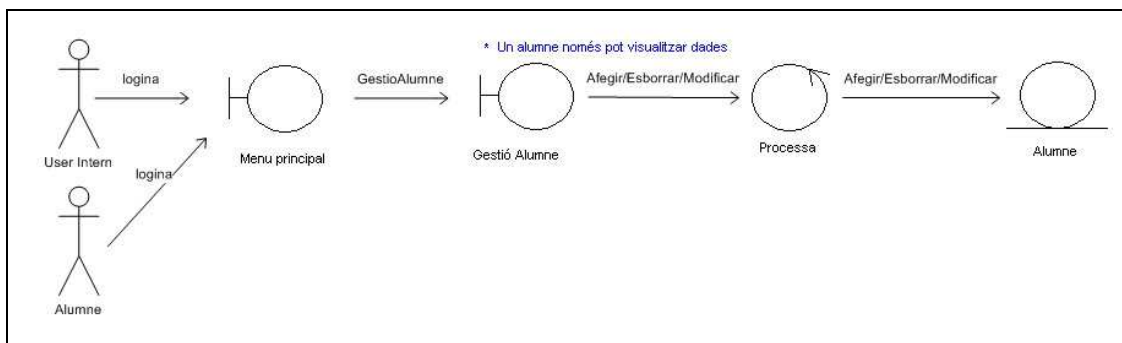 * Un alumne només pot visualitzar dades
logina
GestioAlumne
Afegir/Esborrar/Modificar
Afegir/Esborrar/Modificar
User Intern
Menu principal
Gestió Alumne
Processa
Alumne
logina
Alumne